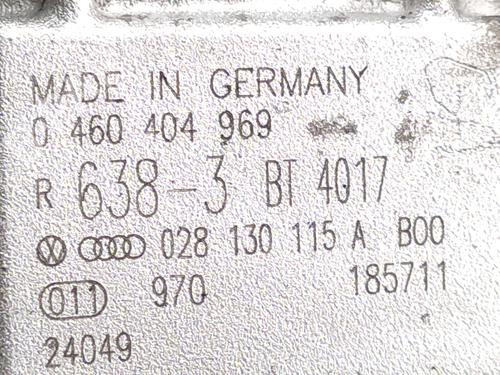 MADE IN GERMANY
0 460 404 969
R 638-3 BT 4017
028 130 115 A B00
011 970 185711
24049